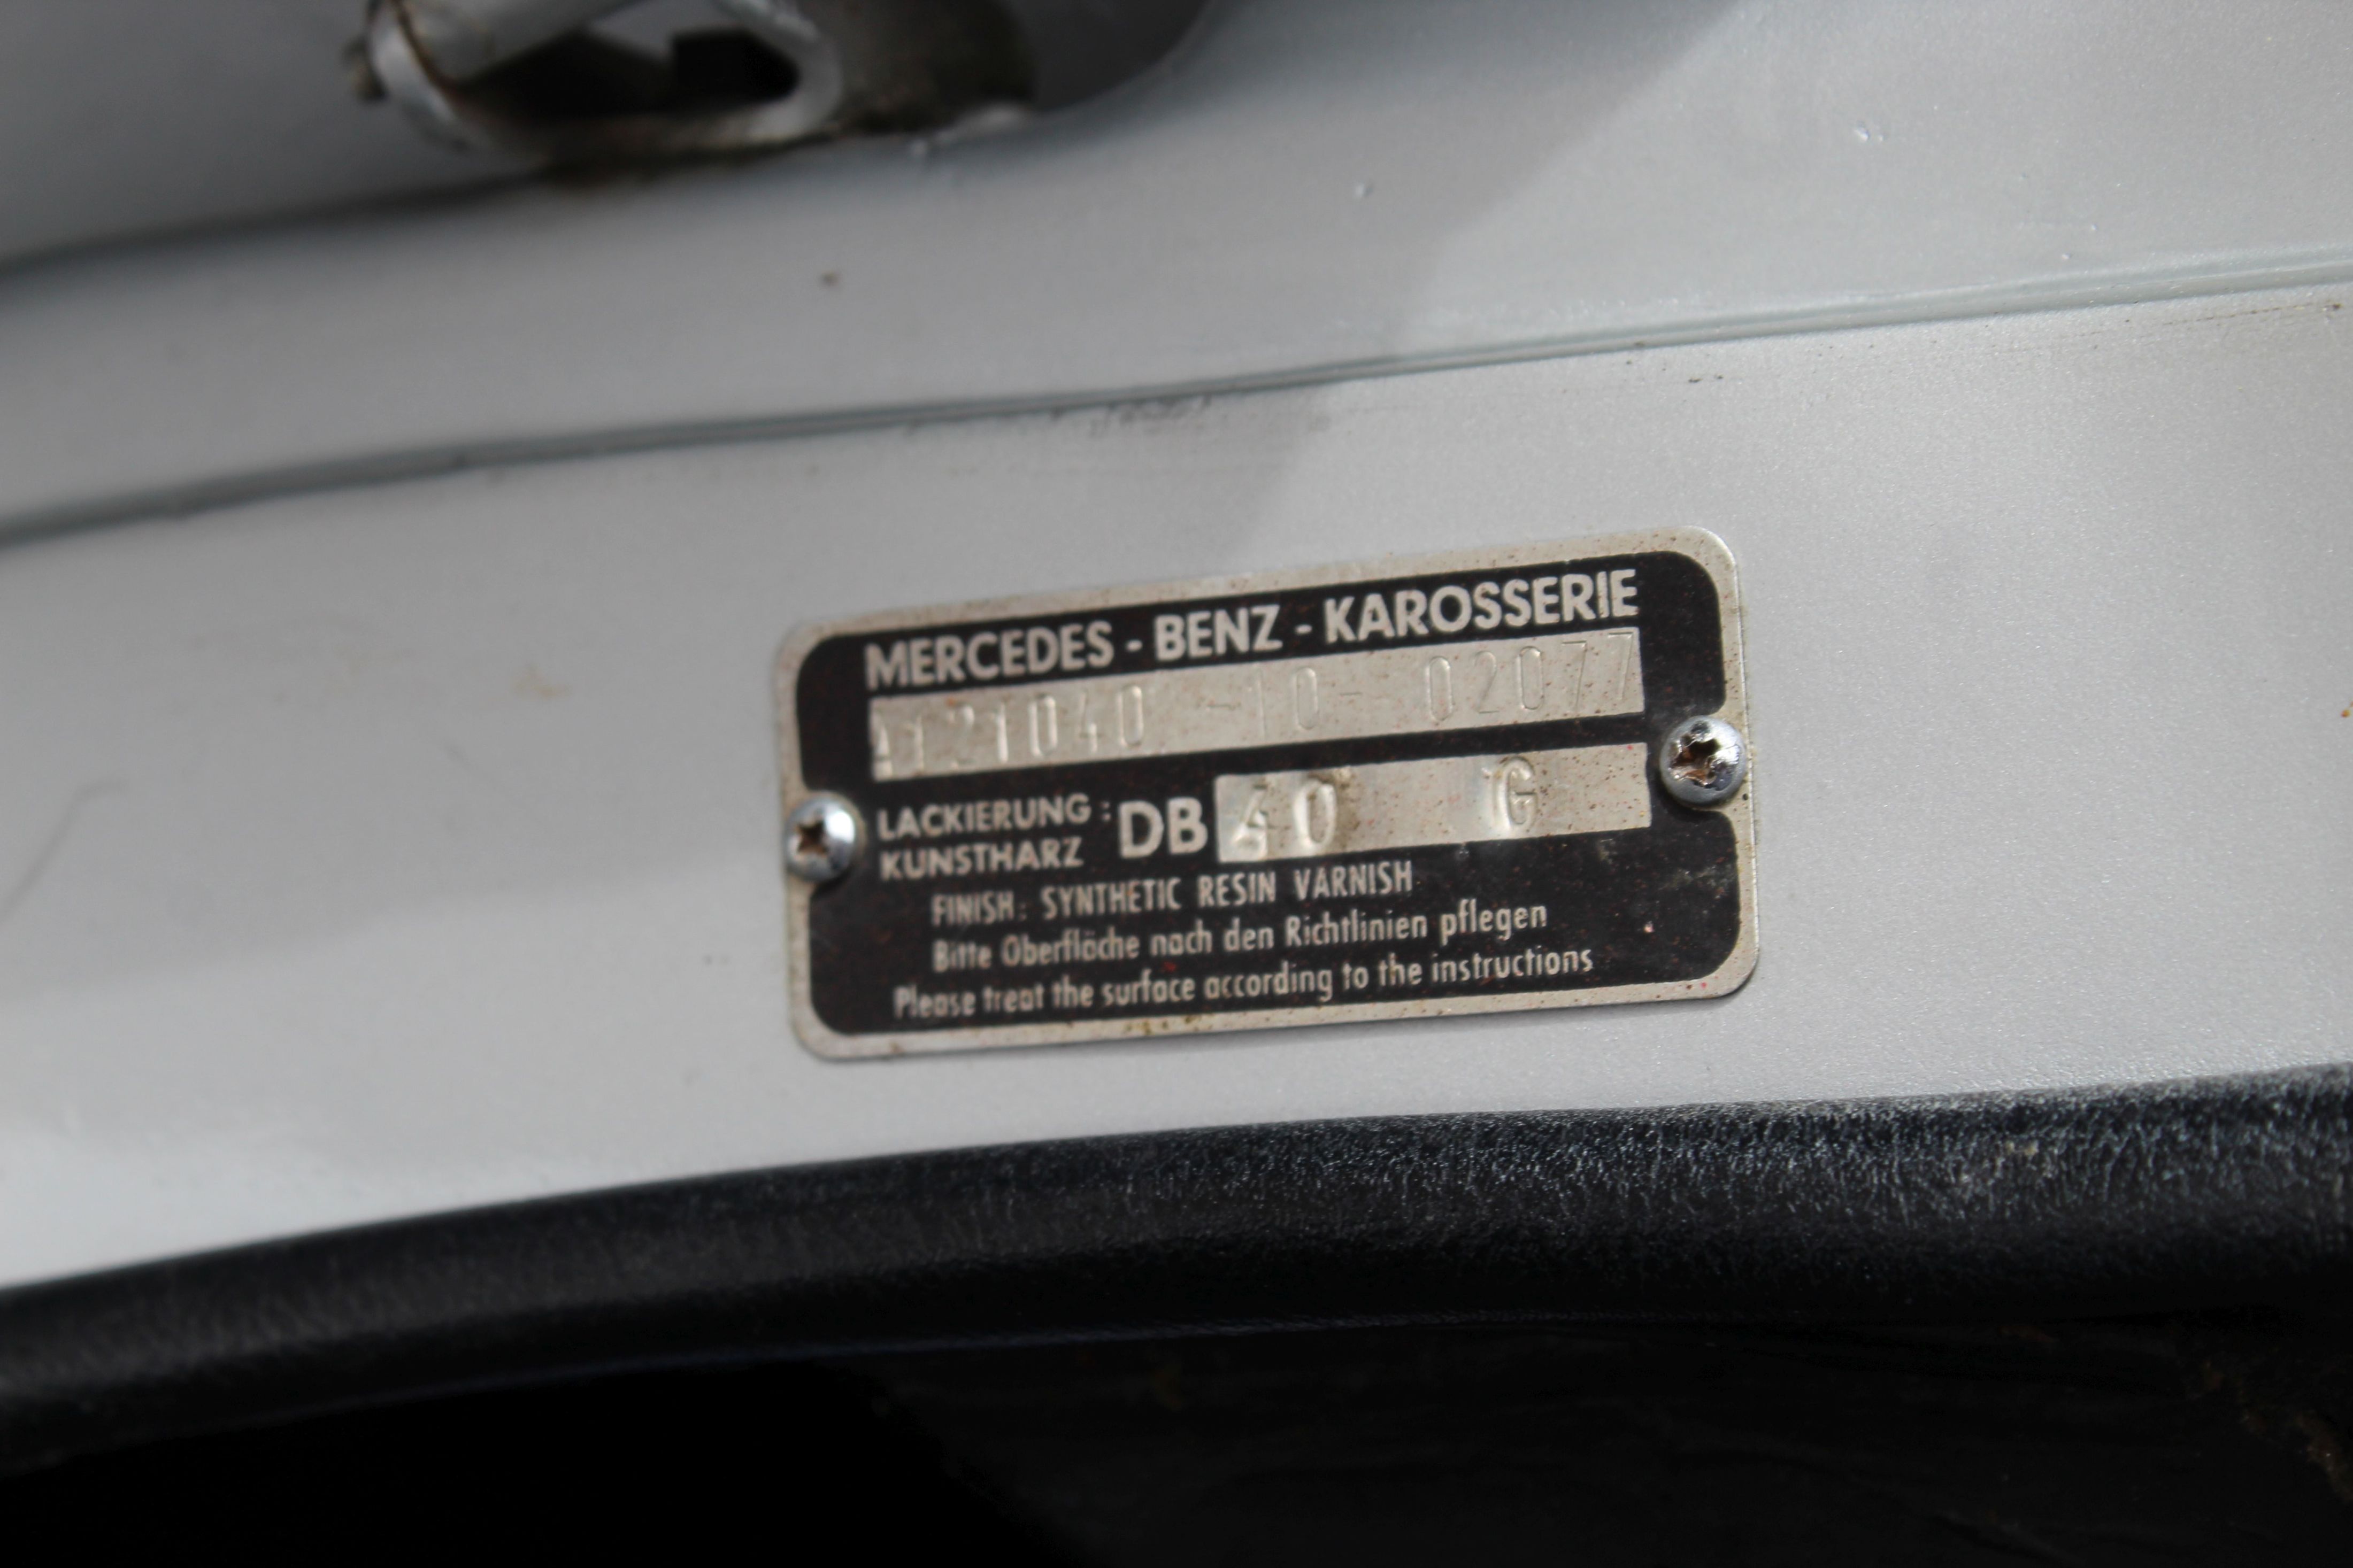 MERCEDES - BENZ - KAROSSERIE
A121040 - 10 - 02077
LACKIERUNG : DB 40 G
KUNSTHARZ
FINISH: SYNTHETIC RESIN VARNISH
Bitte Oberfläche nach den Richtlinien pflegen
Please treat the surface according to the instructions